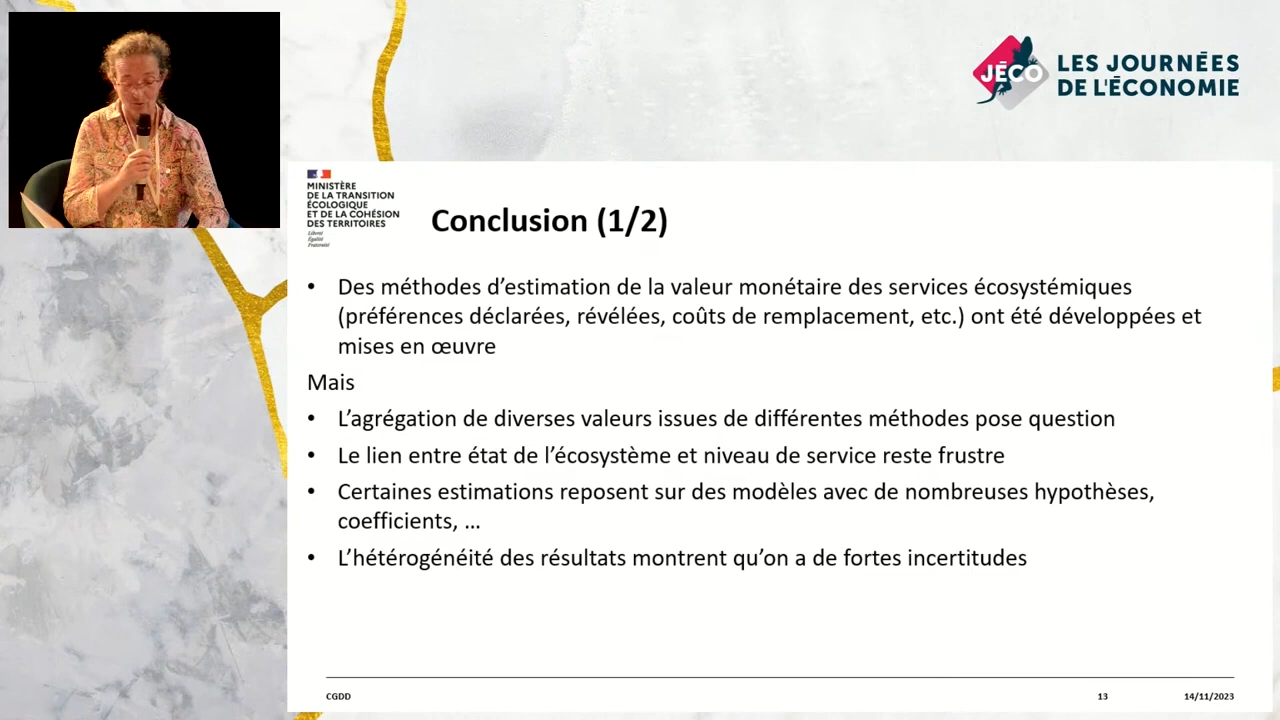 JÉCO
LES JOURNÉES
DE L'ÉCONOMIE
MINISTÈRE
DE LA TRANSITION
ÉCOLOGIQUE
ET DE LA COHÉSION
DES TERRITOIRES
Liberté
Égalité
Fraternité
Conclusion (1/2)
• Des méthodes d’estimation de la valeur monétaire des services écosystémiques
(préférences déclarées, révélées, coûts de remplacement, etc.) ont été développées et
mises en œuvre
Mais
• L’agrégation de diverses valeurs issues de différentes méthodes pose question
• Le lien entre état de l’écosystème et niveau de service reste frustre
• Certaines estimations reposent sur des modèles avec de nombreuses hypothèses,
coefficients, …
• L’hétérogénéité des résultats montrent qu’on a de fortes incertitudes
CGDD
13
14/11/2023